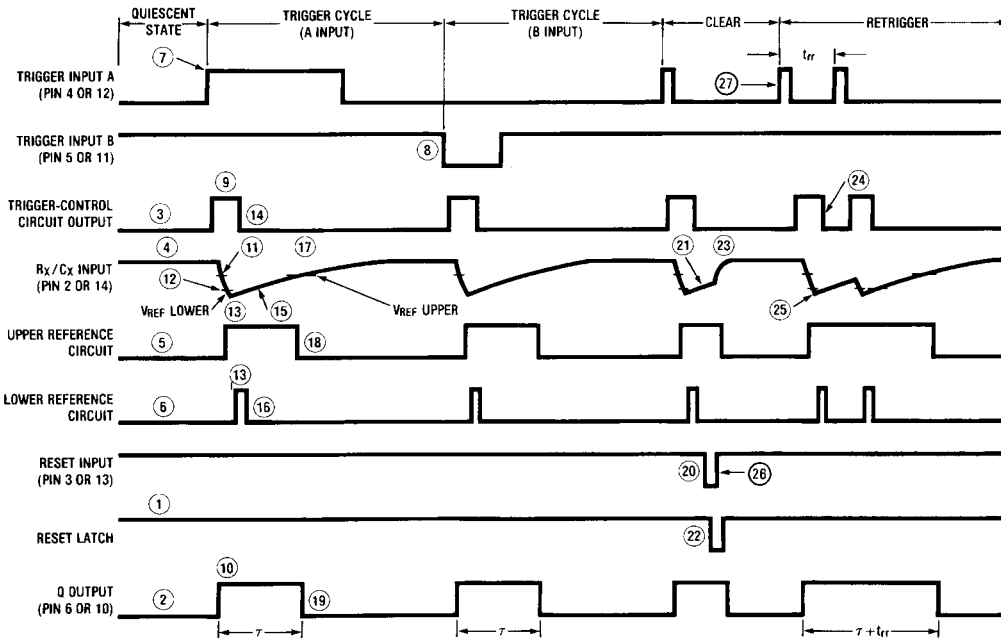 QUIESCENT
STATE
TRIGGER CYCLE
(A INPUT)
TRIGGER CYCLE
(B INPUT)
CLEAR
RETRIGGER
TRIGGER INPUT A
(PIN 4 OR 12)
7
27
trr
TRIGGER INPUT B
(PIN 5 OR 11)
8
TRIGGER-CONTROL
CIRCUIT OUTPUT
3
9
14
24
RX/CX INPUT
(PIN 2 OR 14)
4
11
12
17
21
23
VREF LOWER
13
15
VREF UPPER
25
UPPER REFERENCE
CIRCUIT
5
18
LOWER REFERENCE
CIRCUIT
6
13
16
RESET INPUT
(PIN 3 OR 13)
20
26
1
RESET LATCH
22
Q OUTPUT
(PIN 6 OR 10)
2
10
19
τ
τ
τ + trr